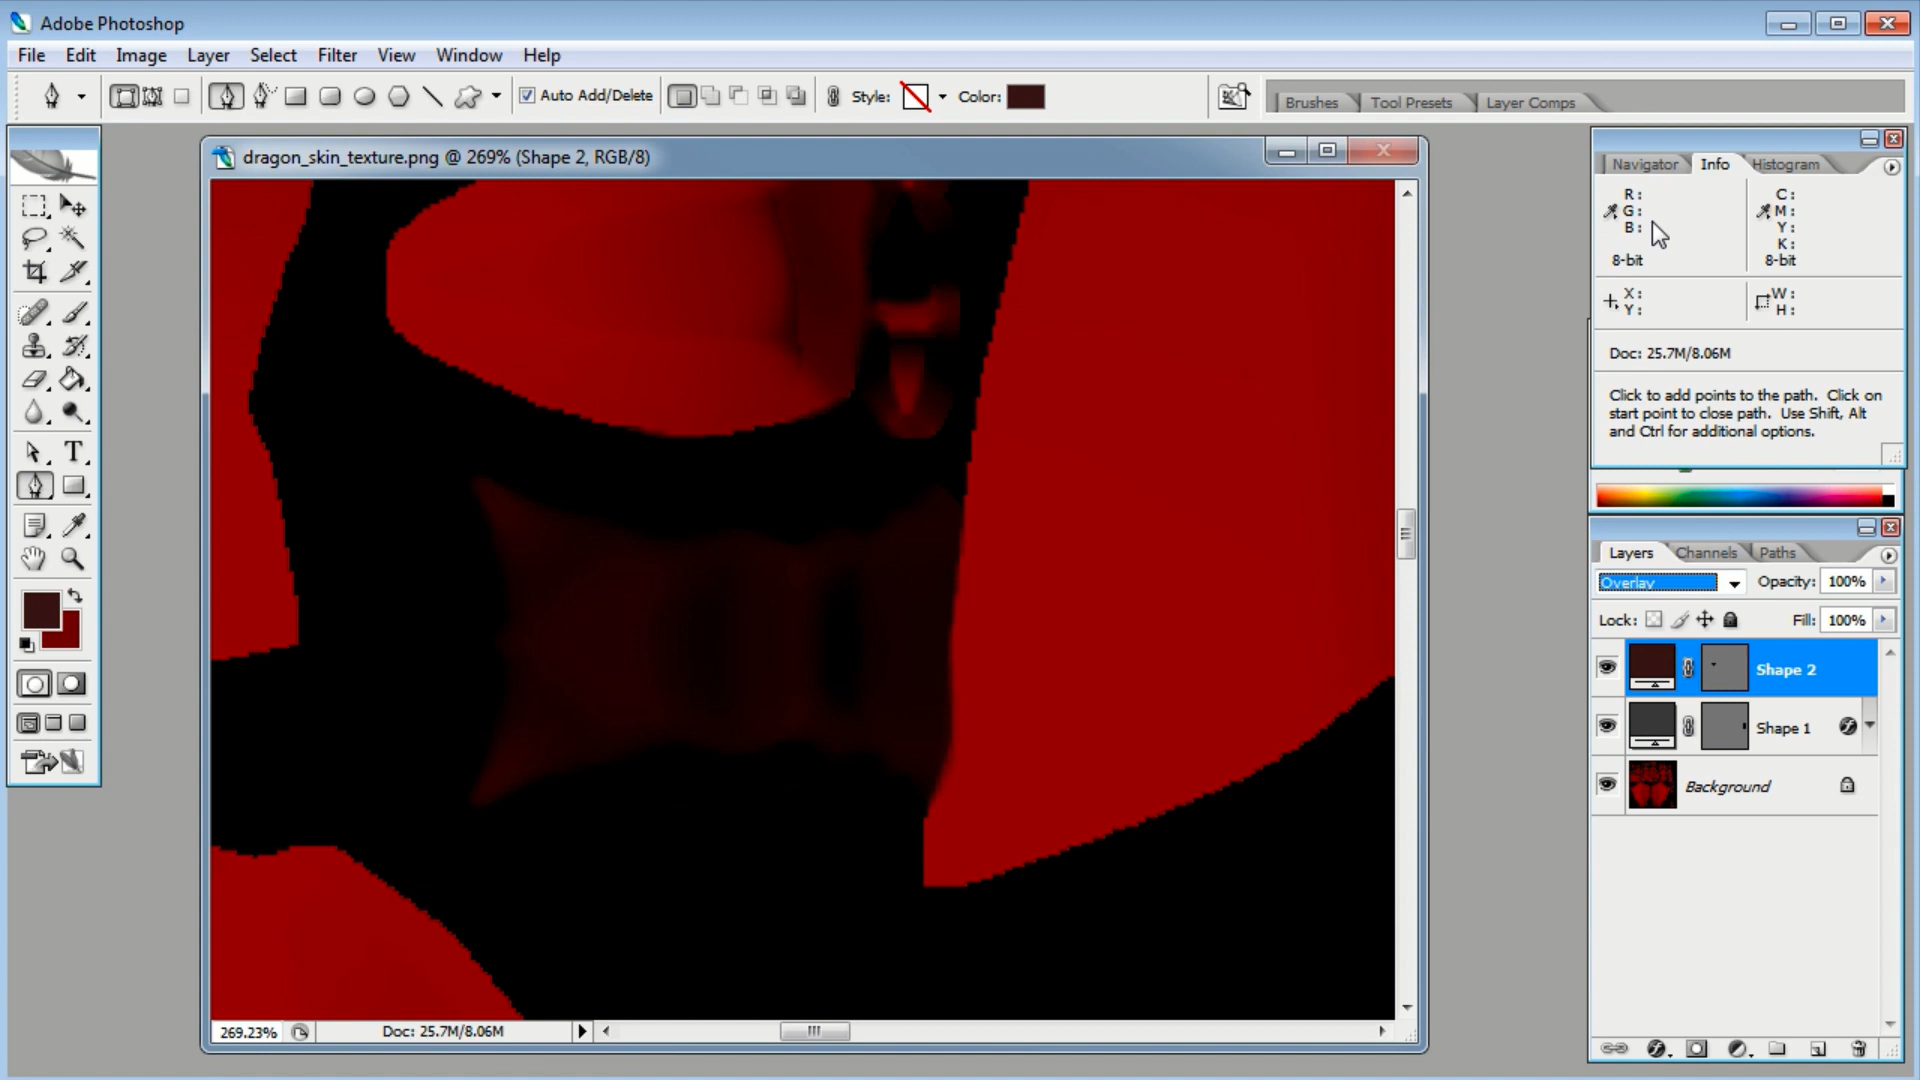 Adobe Photoshop
File Edit Image Layer Select Filter View Window Help
Auto Add/Delete Style: Color: Brushes Tool Presets Layer Comps
dragon_skin_texture.png @ 269% (Shape 2, RGB/8)
Navigator Info Histogram
R: C:
G: M:
B: Y:
K:
8-bit 8-bit
X: W:
Y: H:
Doc: 25.7M/8.06M
Click to add points to the path. Click on
start point to close path. Use Shift, Alt
and Ctrl for additional options.
T
Layers Channels Paths
Overlay Opacity: 100%
Lock: Fill: 100%
Shape 2
Shape 1
Background
269.23% Doc: 25.7M/8.06M